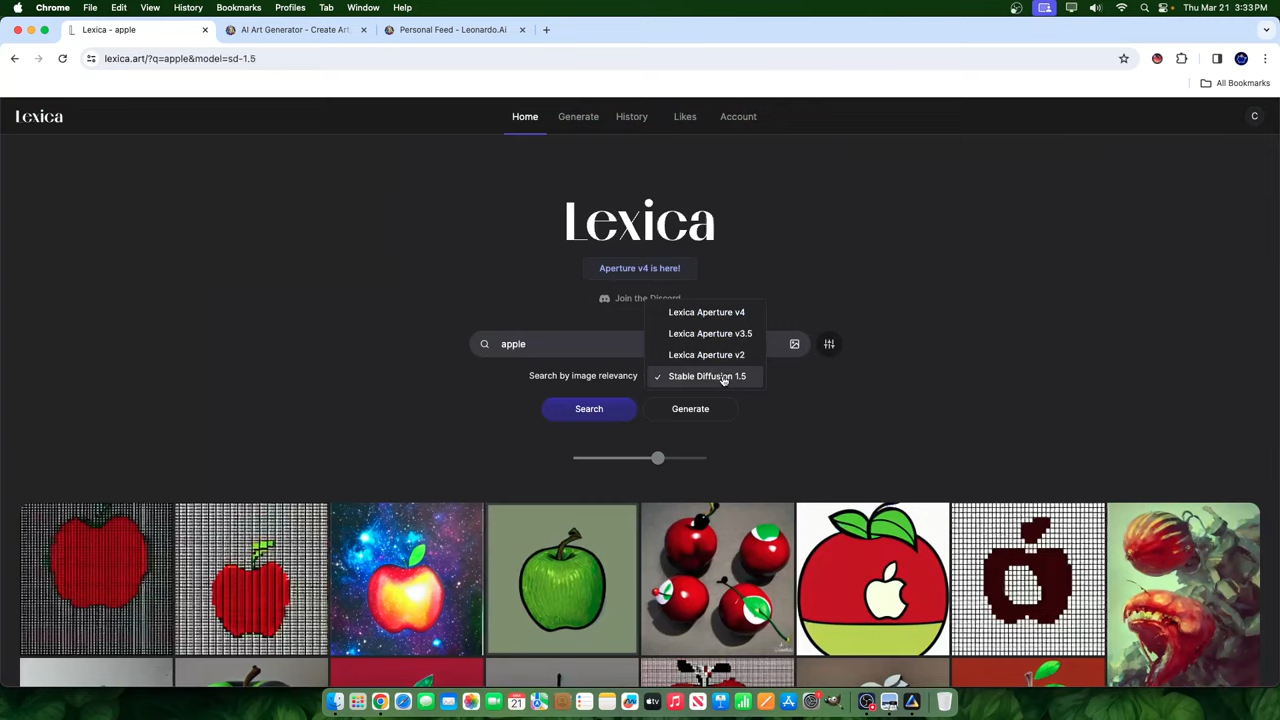 Chrome File Edit View History Bookmarks Profiles Tab Window Help Thu Mar 21 3:33 PM
Lexica - apple AI Art Generator - Create Art Personal Feed - Leonardo.Ai
lexica.art/?q=apple&model=sd-1.5
All Bookmarks
Lexica Home Generate History Likes Account C
Lexica
Aperture v4 is here!
Join the Discord
Lexica Aperture v4
Lexica Aperture v3.5
apple
Lexica Aperture v2
Search by image relevancy Stable Diffusion 1.5
Search Generate